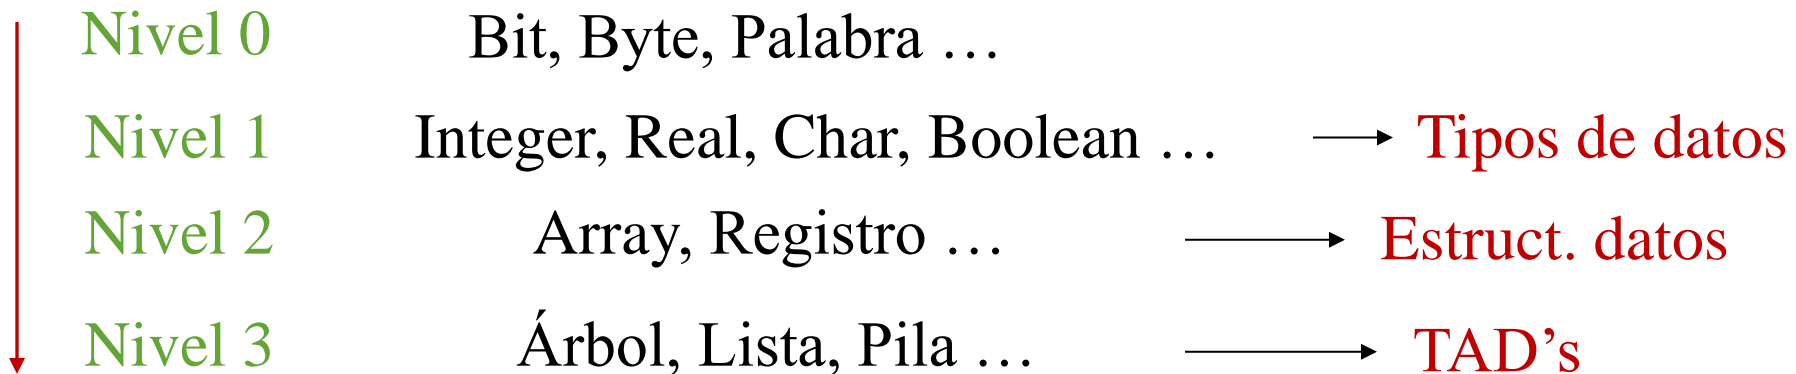 Nivel 0 Bit, Byte, Palabra …
Nivel 1 Integer, Real, Char, Boolean … Tipos de datos
Nivel 2 Array, Registro … Estruct. datos
Nivel 3 Árbol, Lista, Pila … TAD’s